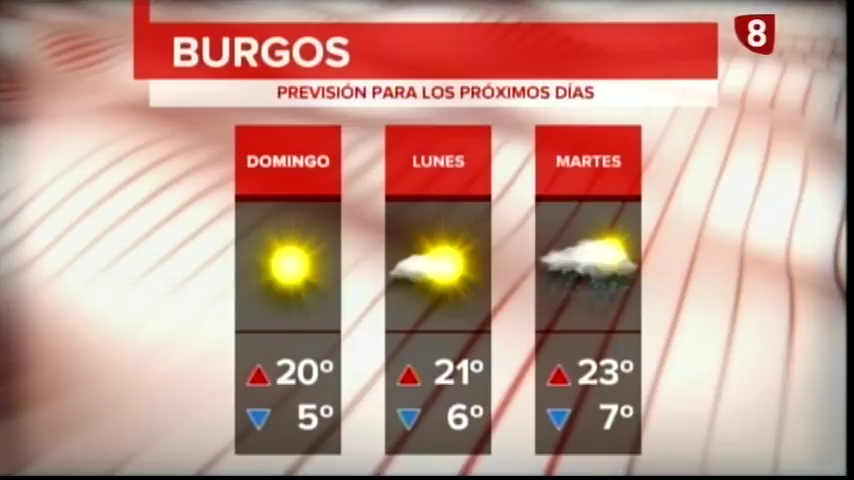 8
BURGOS
PREVISIÓN PARA LOS PRÓXIMOS DÍAS
DOMINGO LUNES MARTES
20º 21º 23º
5º 6º 7º